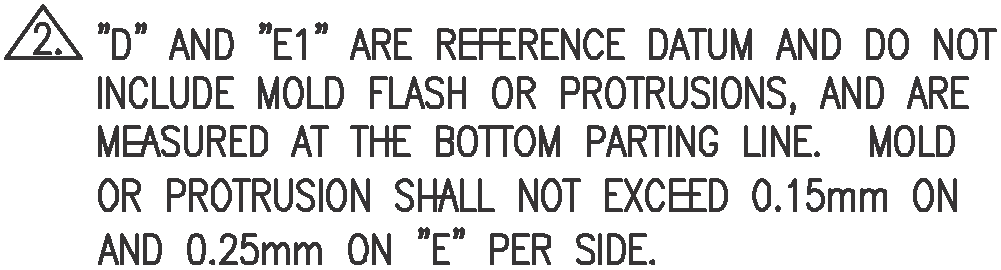 2. "D" AND "E1" ARE REFERENCE DATUM AND DO NOT
INCLUDE MOLD FLASH OR PROTRUSIONS, AND ARE
MEASURED AT THE BOTTOM PARTING LINE. MOLD
OR PROTRUSION SHALL NOT EXCEED 0.15mm ON
AND 0.25mm ON "E" PER SIDE.